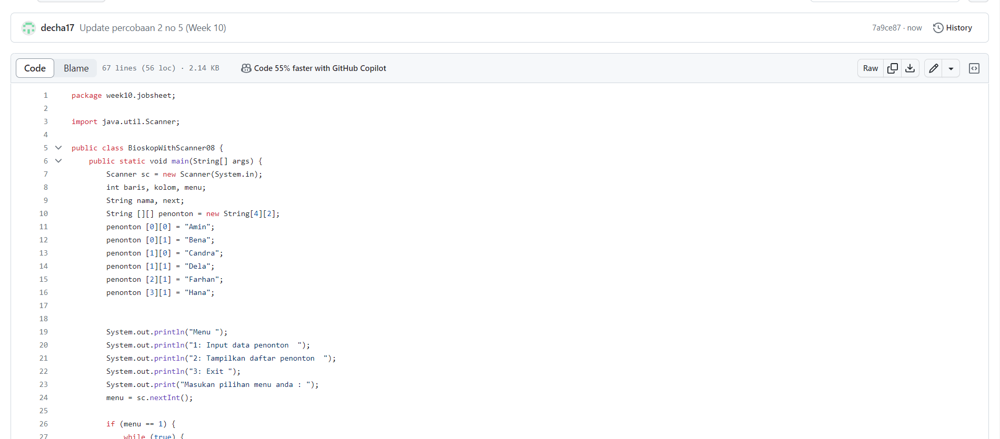 decha17 Update percobaan 2 no 5 (Week 10) 7a9ce87 · now History
Code Blame 67 lines (56 loc) · 2.14 KB Code 55% faster with GitHub Copilot Raw
1 package week10.jobsheet;
2
3 import java.util.Scanner;
4
5 public class BioskopWithScanner08 {
6 public static void main(String[] args) {
7 Scanner sc = new Scanner(System.in);
8 int baris, kolom, menu;
9 String nama, next;
10 String [][] penonton = new String[4][2];
11 penonton [0][0] = "Amin";
12 penonton [0][1] = "Bena";
13 penonton [1][0] = "Candra";
14 penonton [1][1] = "Dela";
15 penonton [2][1] = "Farhan";
16 penonton [3][1] = "Hana";
17
18
19 System.out.println("Menu ");
20 System.out.println("1: Input data penonton  ");
21 System.out.println("2: Tampilkan daftar penonton  ");
22 System.out.println("3: Exit ");
23 System.out.print("Masukan pilihan menu anda : ");
24 menu = sc.nextInt();
25
26 if (menu == 1) {
27 while (true) {